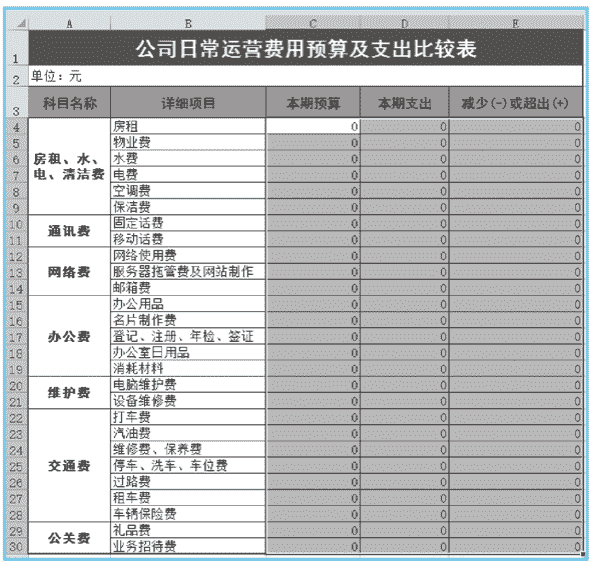 A B C D E
1 公司日常运营费用预算及支出比较表
2 单位：元
3 科目名称 详细项目 本期预算 本期支出 减少(-)或超出(+)
4 房租 0 0 0
5 物业费 0 0 0
6 房租、水、 水费 0 0 0
7 电、清洁费 电费 0 0 0
8 空调费 0 0 0
9 保洁费 0 0 0
10 通讯费 固定话费 0 0 0
11 移动话费 0 0 0
12 网络使用费 0 0 0
13 网络费 服务器拖管费及网站制作 0 0 0
14 邮箱费 0 0 0
15 办公用品 0 0 0
16 名片制作费 0 0 0
17 办公费 登记、注册、年检、签证 0 0 0
18 办公室日用品 0 0 0
19 消耗材料 0 0 0
20 维护费 电脑维护费 0 0 0
21 设备维修费 0 0 0
22 打车费 0 0 0
23 汽油费 0 0 0
24 维修费、保养费 0 0 0
25 交通费 停车、洗车、车位费 0 0 0
26 过路费 0 0 0
27 租车费 0 0 0
28 车辆保险费 0 0 0
29 公关费 礼品费 0 0 0
30 业务招待费 0 0 0